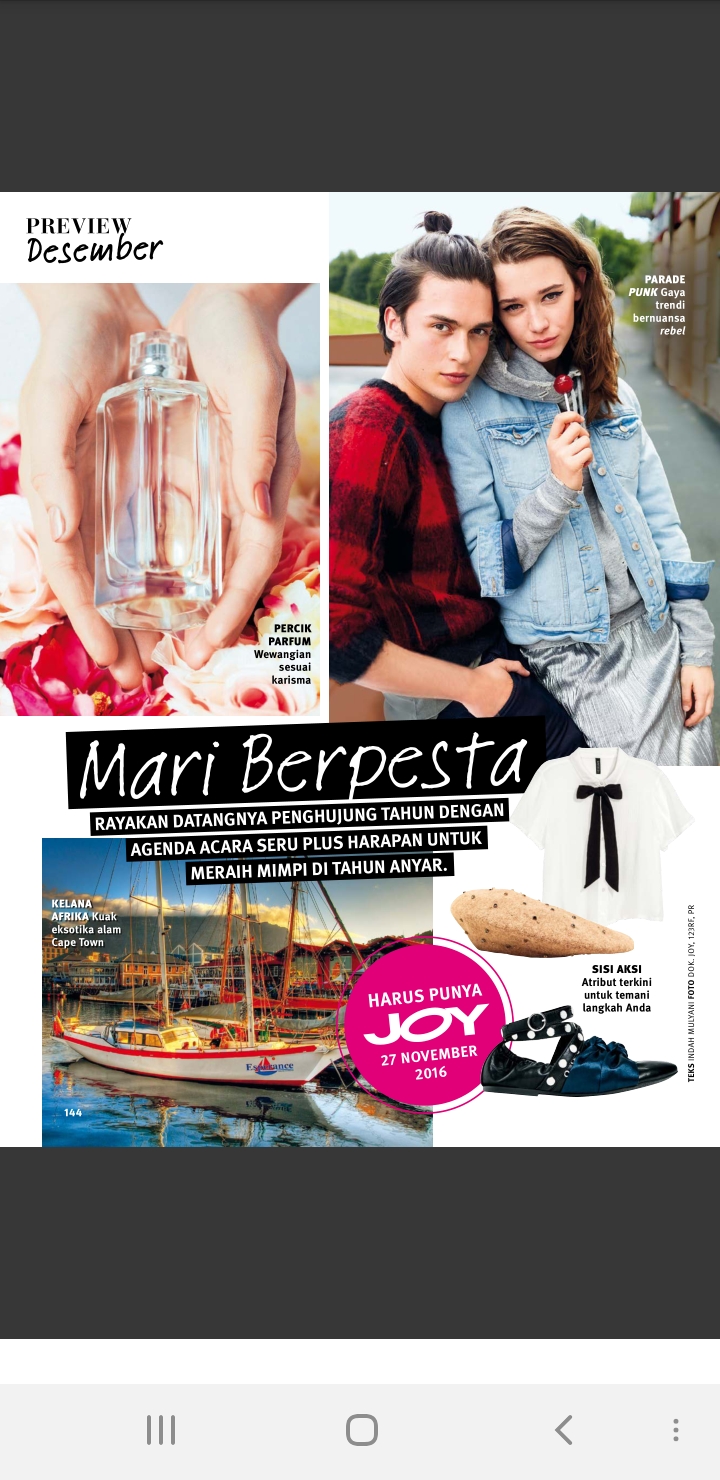 PREVIEW
Desember
PARADE
PUNK Gaya
trendi
bernuansa
rebel
PERCIK
PARFUM
Wewangian
sesuai
karisma
Mari Berpesta
RAYAKAN DATANGNYA PENGHUJUNG TAHUN DENGAN
AGENDA ACARA SERU PLUS HARAPAN UNTUK
MERAIH MIMPI DI TAHUN ANYAR.
KELANA
AFRIKA Kuak
eksotika alam
Cape Town
Esperance
144
HARUS PUNYA
JOY
27 NOVEMBER
2016
SISI AKSI
Atribut terkini
untuk temani
langkah Anda
TEKS INDAH MULYANI FOTO DOK. JOY, 123RF, PR